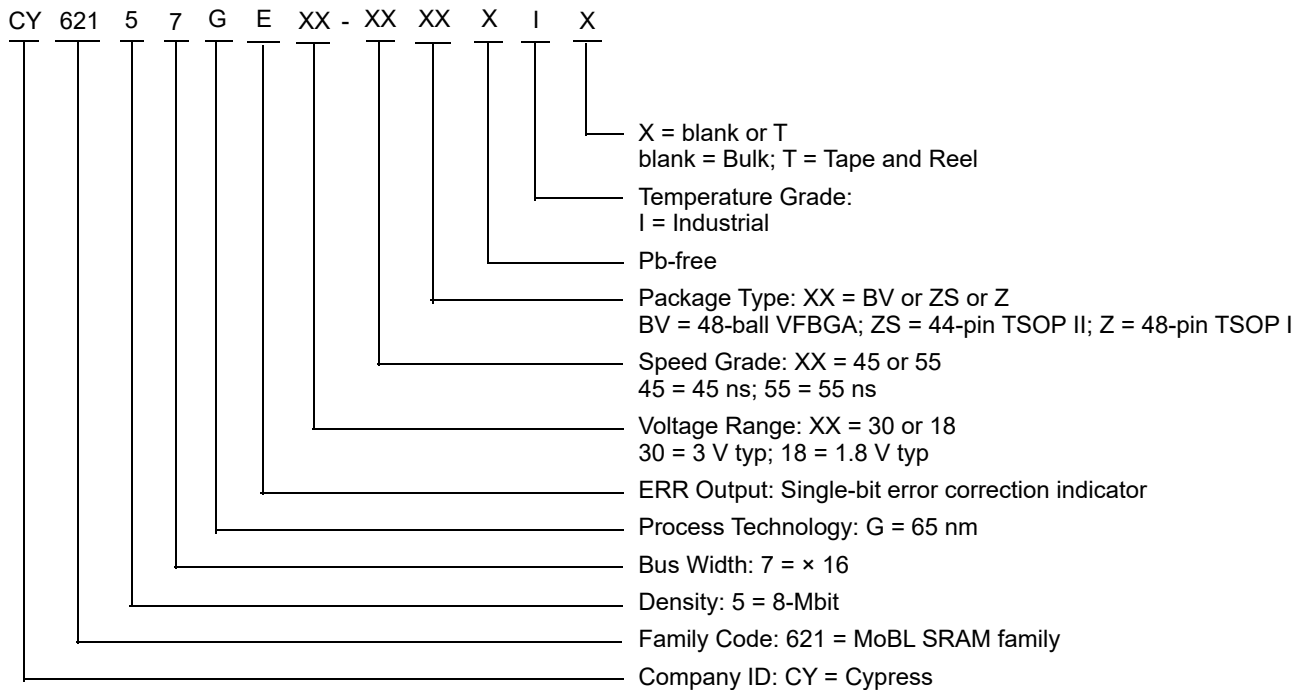 CY 621 5 7 G E XX - XX XX X I X
X = blank or T
blank = Bulk; T = Tape and Reel
Temperature Grade:
I = Industrial
Pb-free
Package Type: XX = BV or ZS or Z
BV = 48-ball VFBGA; ZS = 44-pin TSOP II; Z = 48-pin TSOP I
Speed Grade: XX = 45 or 55
45 = 45 ns; 55 = 55 ns
Voltage Range: XX = 30 or 18
30 = 3 V typ; 18 = 1.8 V typ
ERR Output: Single-bit error correction indicator
Process Technology: G = 65 nm
Bus Width: 7 = × 16
Density: 5 = 8-Mbit
Family Code: 621 = MoBL SRAM family
Company ID: CY = Cypress